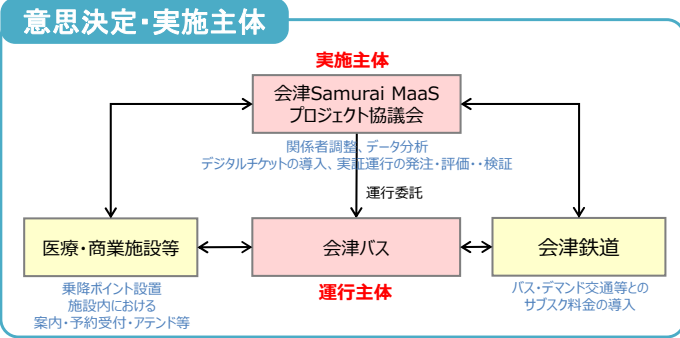 意思決定・実施主体
実施主体
会津Samurai MaaS
プロジェクト協議会
関係者調整、データ分析
デジタルチケットの導入、実証運行の発注・評価・・検証
運行委託
医療・商業施設等
会津バス
会津鉄道
乗降ポイント設置
施設内における
案内・予約受付・アテンド等
運行主体
バス・デマンド交通等との
サブスク料金の導入